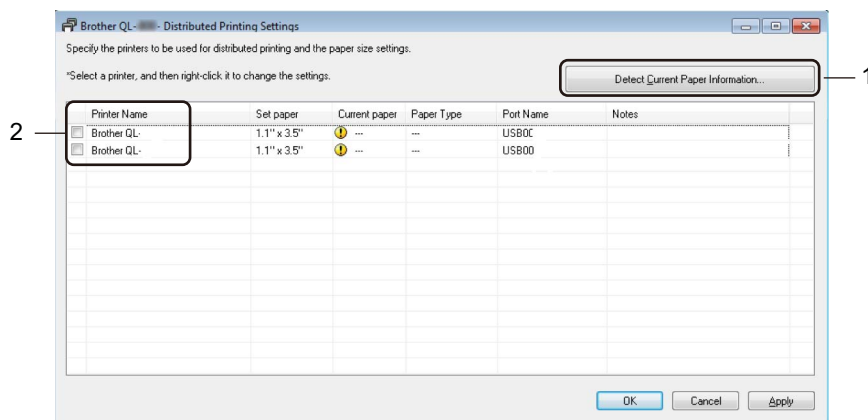 Brother QL- - Distributed Printing Settings
Specify the printers to be used for distributed printing and the paper size settings.
*Select a printer, and then right-click it to change the settings.
Detect Current Paper Information...
1
Printer Name Set paper Current paper Paper Type Port Name Notes
2
Brother QL- 1.1" x 3.5" --- --- USB00
Brother QL- 1.1" x 3.5" --- --- USB00
OK Cancel Apply